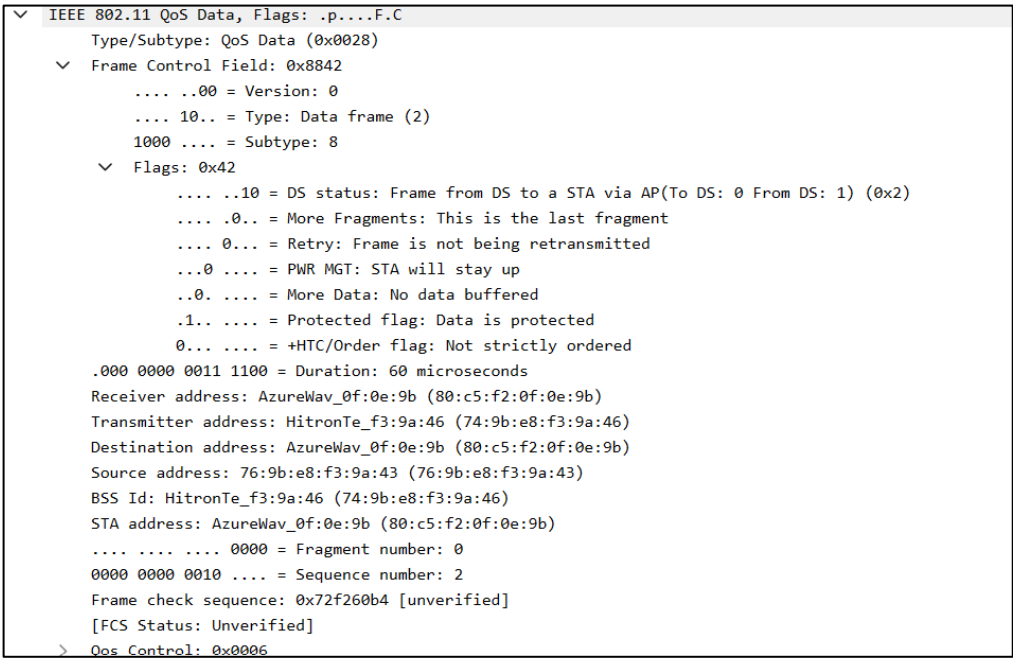 IEEE 802.11 QoS Data, Flags: .p....F.C
Type/Subtype: QoS Data (0x0028)
Frame Control Field: 0x8842
.... ..00 = Version: 0
.... 10.. = Type: Data frame (2)
1000 .... = Subtype: 8
Flags: 0x42
.... ..10 = DS status: Frame from DS to a STA via AP(To DS: 0 From DS: 1) (0x2)
.... .0.. = More Fragments: This is the last fragment
.... 0... = Retry: Frame is not being retransmitted
...0 .... = PWR MGT: STA will stay up
..0. .... = More Data: No data buffered
.1.. .... = Protected flag: Data is protected
0... .... = +HTC/Order flag: Not strictly ordered
.000 0000 0011 1100 = Duration: 60 microseconds
Receiver address: AzureWav_0f:0e:9b (80:c5:f2:0f:0e:9b)
Transmitter address: HitronTe_f3:9a:46 (74:9b:e8:f3:9a:46)
Destination address: AzureWav_0f:0e:9b (80:c5:f2:0f:0e:9b)
Source address: 76:9b:e8:f3:9a:43 (76:9b:e8:f3:9a:43)
BSS Id: HitronTe_f3:9a:46 (74:9b:e8:f3:9a:46)
STA address: AzureWav_0f:0e:9b (80:c5:f2:0f:0e:9b)
.... .... .... 0000 = Fragment number: 0
0000 0000 0010 .... = Sequence number: 2
Frame check sequence: 0x72f260b4 [unverified]
[FCS Status: Unverified]
Qos Control: 0x0006